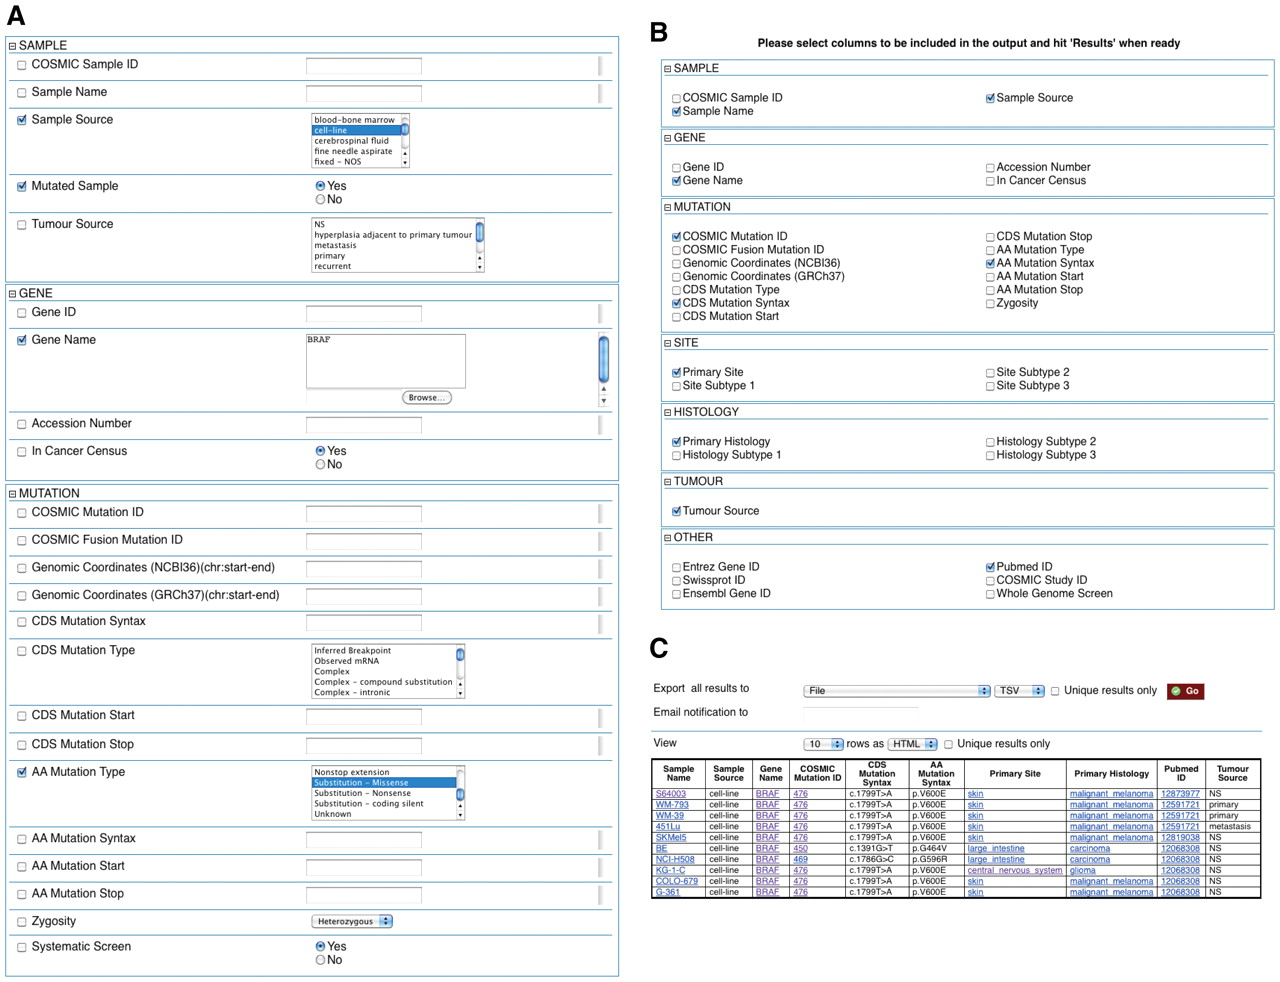 A
SAMPLE
COSMIC Sample ID
Sample Name
Sample Source
blood-bone marrow
cell-line
cerebrospinal fluid
fine needle aspirate
fixed - NOS
Mutated Sample
Yes
No
Tumour Source
NS
hyperplasia adjacent to primary tumour
metastasis
primary
recurrent
GENE
Gene ID
Gene Name
BRAF
Browse...
Accession Number
In Cancer Census
Yes
No
MUTATION
COSMIC Mutation ID
COSMIC Fusion Mutation ID
Genomic Coordinates (NCBI36)(chr:start-end)
Genomic Coordinates (GRCh37)(chr:start-end)
CDS Mutation Syntax
CDS Mutation Type
Inferred Breakpoint
Observed mRNA
Complex
Complex - compound substitution
Complex - intronic
CDS Mutation Start
CDS Mutation Stop
AA Mutation Type
Nonstop extension
Substitution - Missense
Substitution - Nonsense
Substitution - coding silent
Unknown
AA Mutation Syntax
AA Mutation Start
AA Mutation Stop
Zygosity
Heterozygous
Systematic Screen
Yes
No
B
Please select columns to be included in the output and hit 'Results' when ready
SAMPLE
COSMIC Sample ID Sample Source
Sample Name
GENE
Gene ID Accession Number
Gene Name In Cancer Census
MUTATION
COSMIC Mutation ID CDS Mutation Stop
COSMIC Fusion Mutation ID AA Mutation Type
Genomic Coordinates (NCBI36) AA Mutation Syntax
Genomic Coordinates (GRCh37) AA Mutation Start
CDS Mutation Type AA Mutation Stop
CDS Mutation Syntax Zygosity
CDS Mutation Start
SITE
Primary Site Site Subtype 2
Site Subtype 1 Site Subtype 3
HISTOLOGY
Primary Histology Histology Subtype 2
Histology Subtype 1 Histology Subtype 3
TUMOUR
Tumour Source
OTHER
Entrez Gene ID Pubmed ID
Swissprot ID COSMIC Study ID
Ensembl Gene ID Whole Genome Screen
C
Export all results to File TSV Unique results only Go
Email notification to
View 10 rows as HTML Unique results only
Sample Name Sample Source Gene Name COSMIC Mutation ID CDS Mutation Syntax AA Mutation Syntax Primary Site Primary Histology Pubmed ID Tumour Source
S64003 cell-line BRAF 476 c.1799T>A p.V600E skin malignant_melanoma 12873977 NS
WM-793 cell-line BRAF 476 c.1799T>A p.V600E skin malignant_melanoma 12591721 primary
WM-39 cell-line BRAF 476 c.1799T>A p.V600E skin malignant_melanoma 12591721 primary
451Lu cell-line BRAF 476 c.1799T>A p.V600E skin malignant_melanoma 12591721 metastasis
SKMel5 cell-line BRAF 476 c.1799T>A p.V600E skin malignant_melanoma 12819038 NS
BE cell-line BRAF 450 c.1391G>T p.G464V large_intestine carcinoma 12068308 NS
NCI-H508 cell-line BRAF 469 c.1786G>C p.G596R large_intestine carcinoma 12068308 NS
KG-1-C cell-line BRAF 476 c.1799T>A p.V600E central_nervous_system glioma 12068308 NS
COLO-679 cell-line BRAF 476 c.1799T>A p.V600E skin malignant_melanoma 12068308 NS
G-361 cell-line BRAF 476 c.1799T>A p.V600E skin malignant_melanoma 12068308 NS